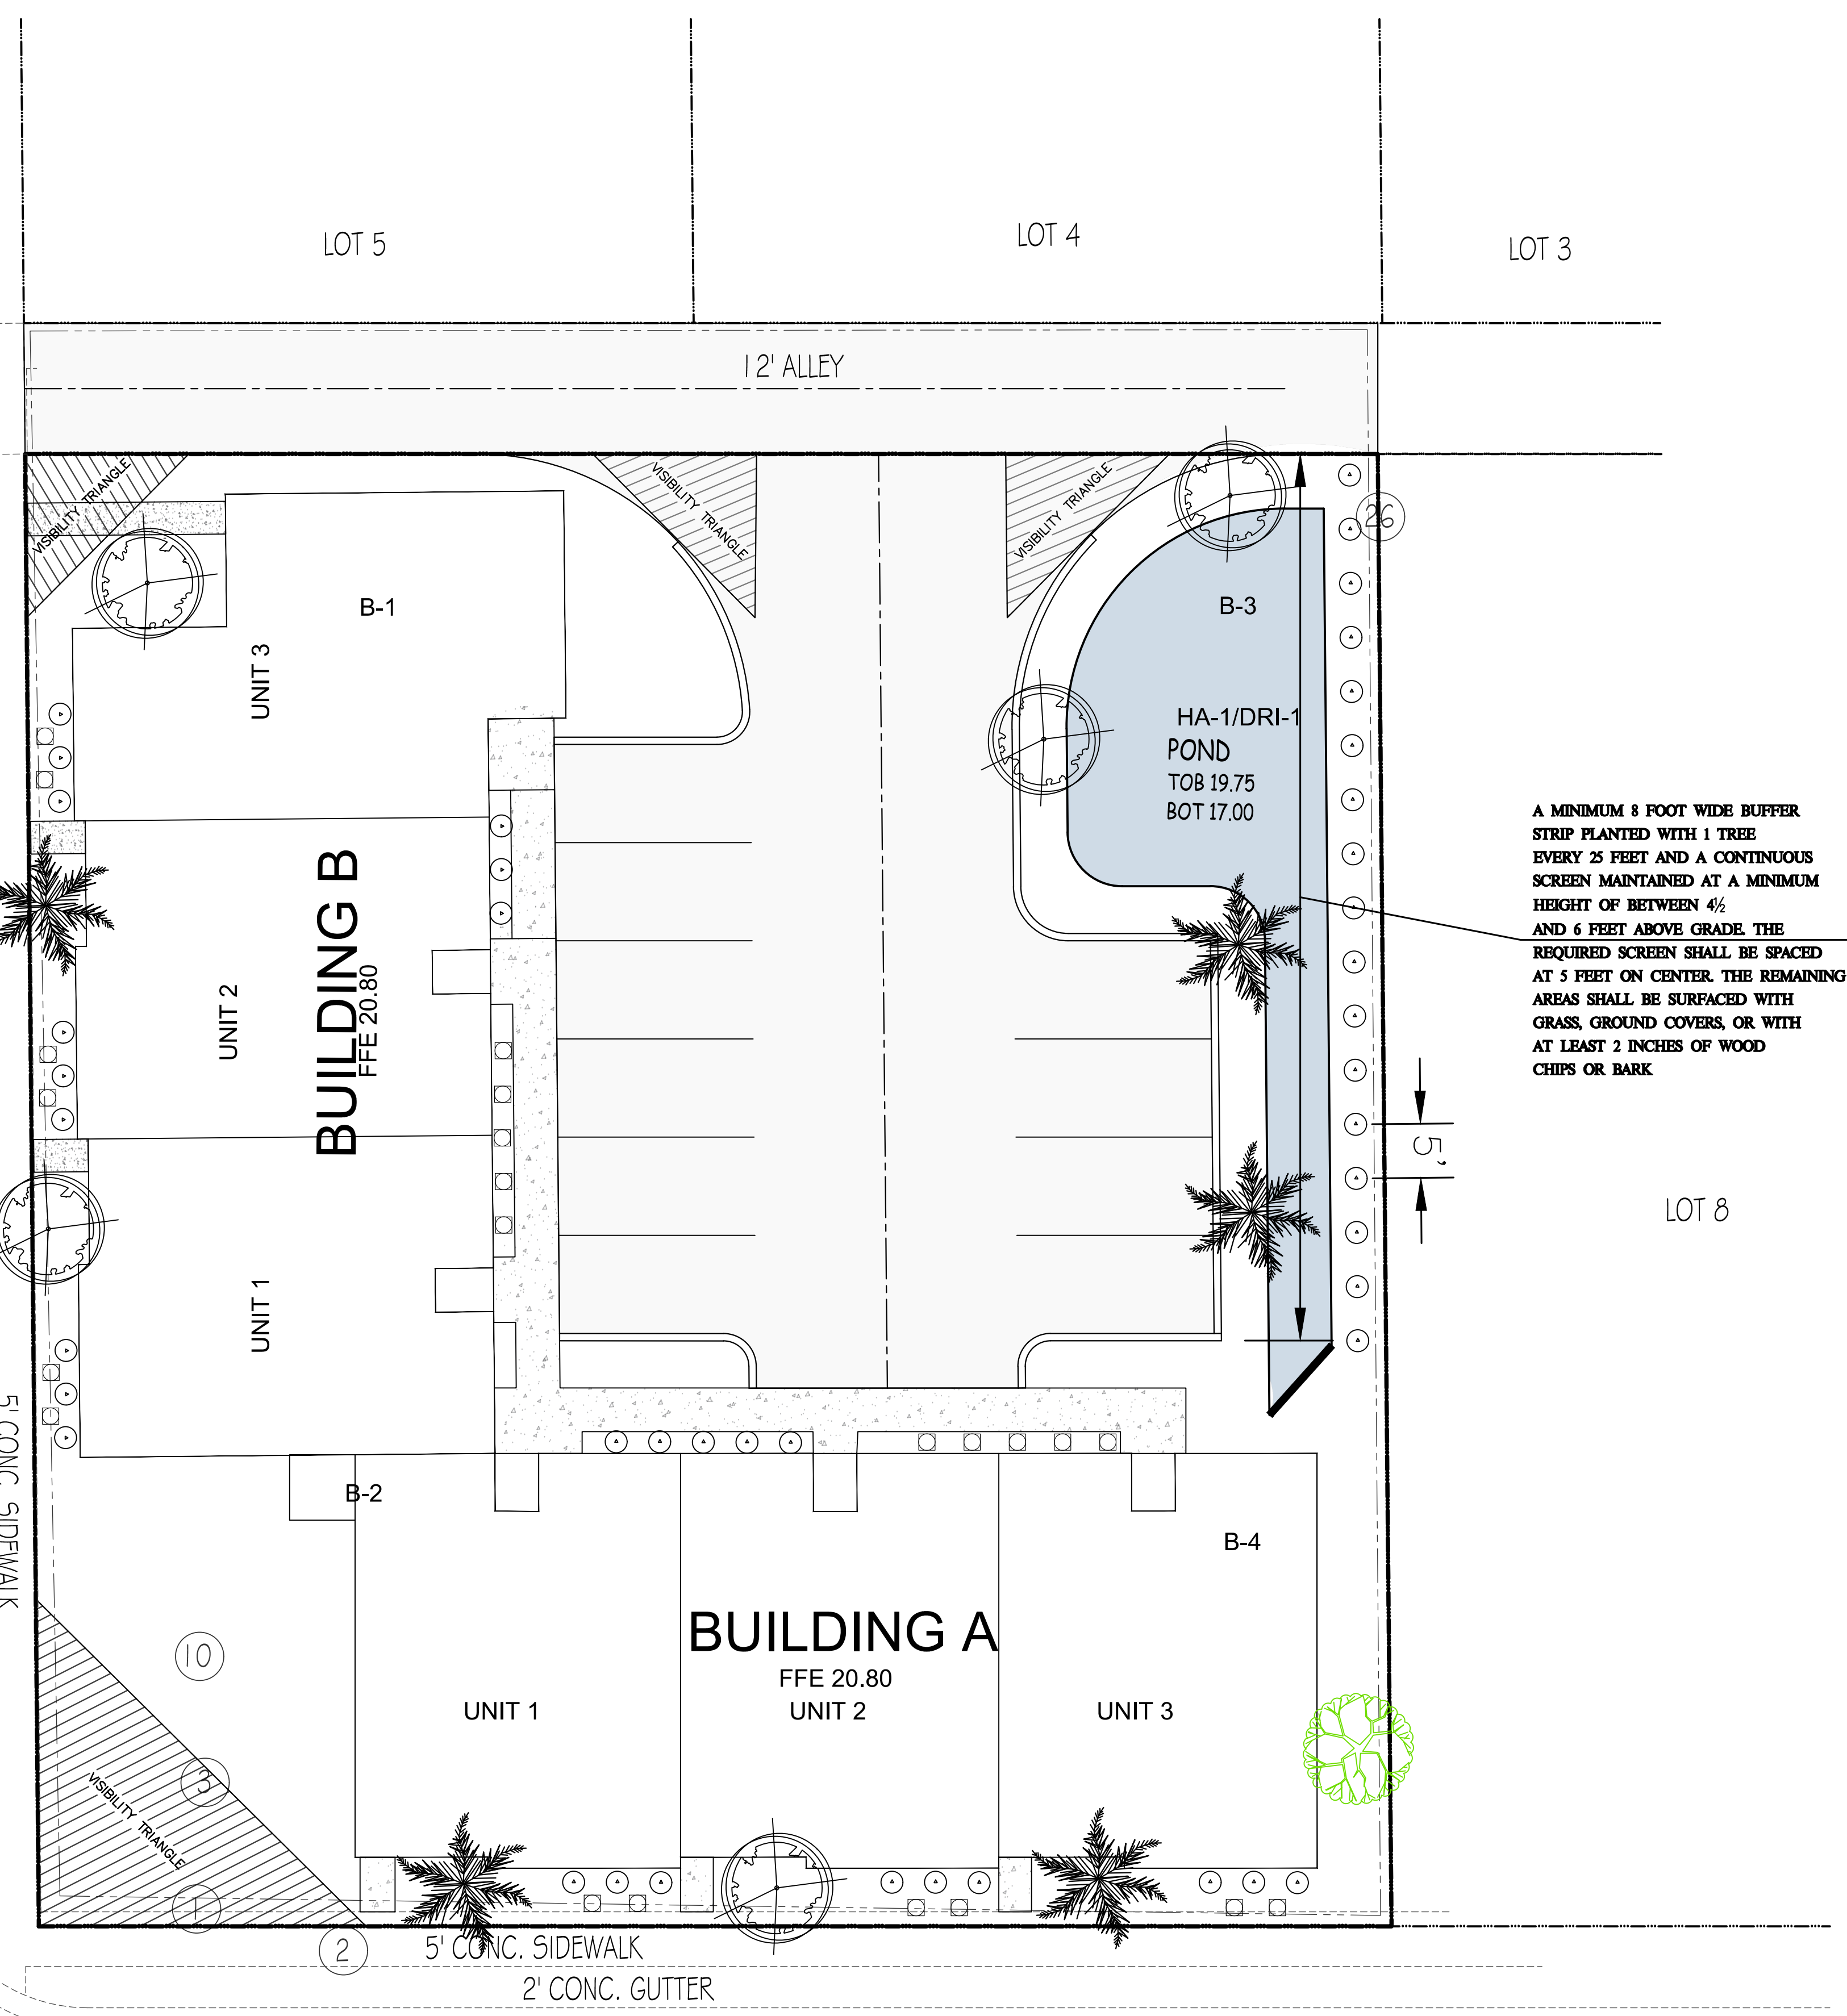 LOT 5
LOT 4
LOT 3
12' ALLEY
VISIBILITY TRIANGLE
VISIBILITY TRIANGLE
VISIBILITY TRIANGLE
26
B-1
B-3
UNIT 3
HA-1/DRI-1
POND
TOB 19.75
BOT 17.00
A MINIMUM 8 FOOT WIDE BUFFER
STRIP PLANTED WITH 1 TREE
EVERY 25 FEET AND A CONTINUOUS
SCREEN MAINTAINED AT A MINIMUM
HEIGHT OF BETWEEN 4½
AND 6 FEET ABOVE GRADE. THE
REQUIRED SCREEN SHALL BE SPACED
AT 5 FEET ON CENTER. THE REMAINING
AREAS SHALL BE SURFACED WITH
GRASS, GROUND COVERS, OR WITH
AT LEAST 2 INCHES OF WOOD
CHIPS OR BARK
BUILDING B
FFE 20.80
UNIT 2
5'
LOT 8
UNIT 1
5' CONC. SIDEWALK
B-2
B-4
BUILDING A
FFE 20.80
UNIT 1
UNIT 2
UNIT 3
10
3
VISIBILITY TRIANGLE
1
2
5' CONC. SIDEWALK
2' CONC. GUTTER